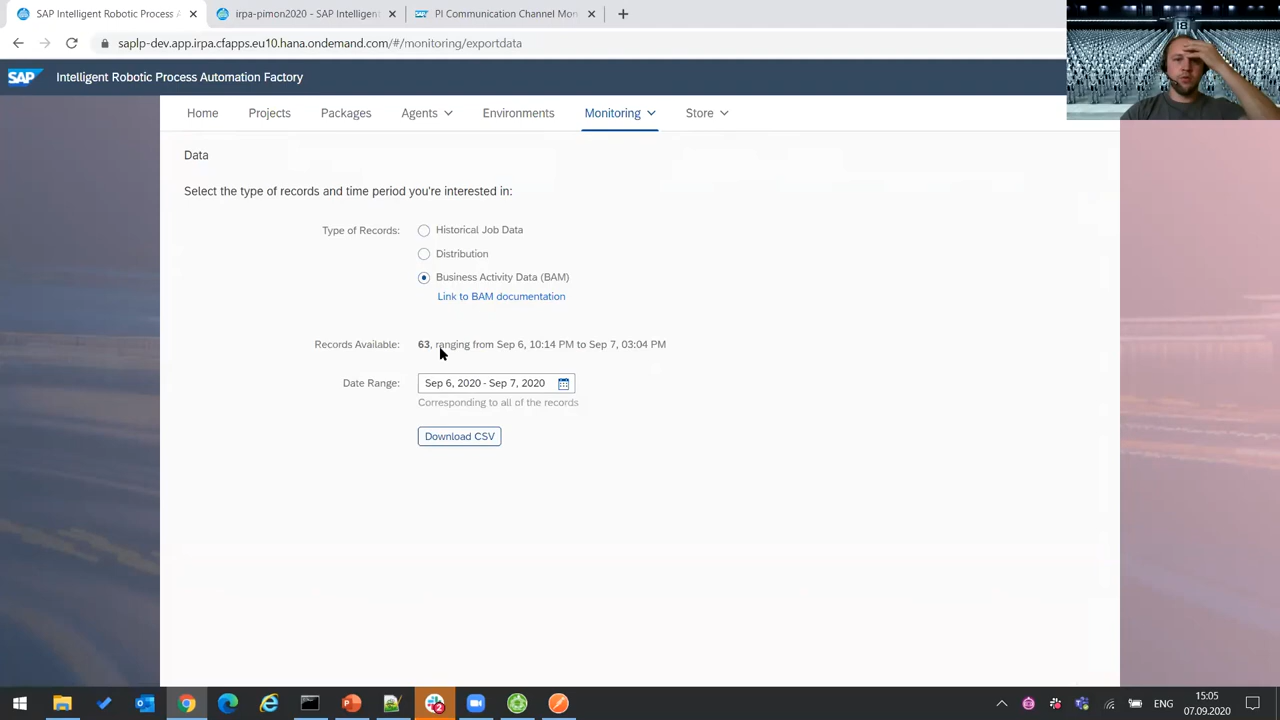 SAP Intelligent Robotic Process A
irpa-pimon2020 - SAP Intelligent
PI Communication Channel Mon
saplp-dev.app.irpa.cfapps.eu10.hana.ondemand.com/#/monitoring/exportdata
SAP Intelligent Robotic Process Automation Factory
Home Projects Packages Agents Environments Monitoring Store
Data
Select the type of records and time period you're interested in:
Type of Records: Historical Job Data
Distribution
Business Activity Data (BAM)
Link to BAM documentation
Records Available: 63, ranging from Sep 6, 10:14 PM to Sep 7, 03:04 PM
Date Range: Sep 6, 2020 - Sep 7, 2020
Corresponding to all of the records
Download CSV
ENG
15:05
07.09.2020